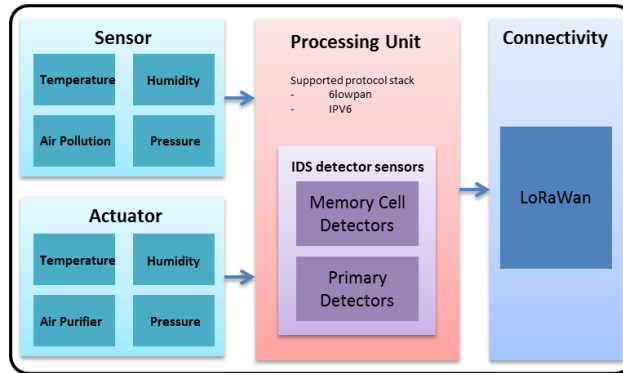 Sensor
Temperature
Humidity
Air Pollution
Pressure
Actuator
Temperature
Humidity
Air Purifier
Pressure
Processing Unit
Supported protocol stack
- 6lowpan
- IPV6
IDS detector sensors
Memory Cell
Detectors
Primary
Detectors
Connectivity
LoRaWan